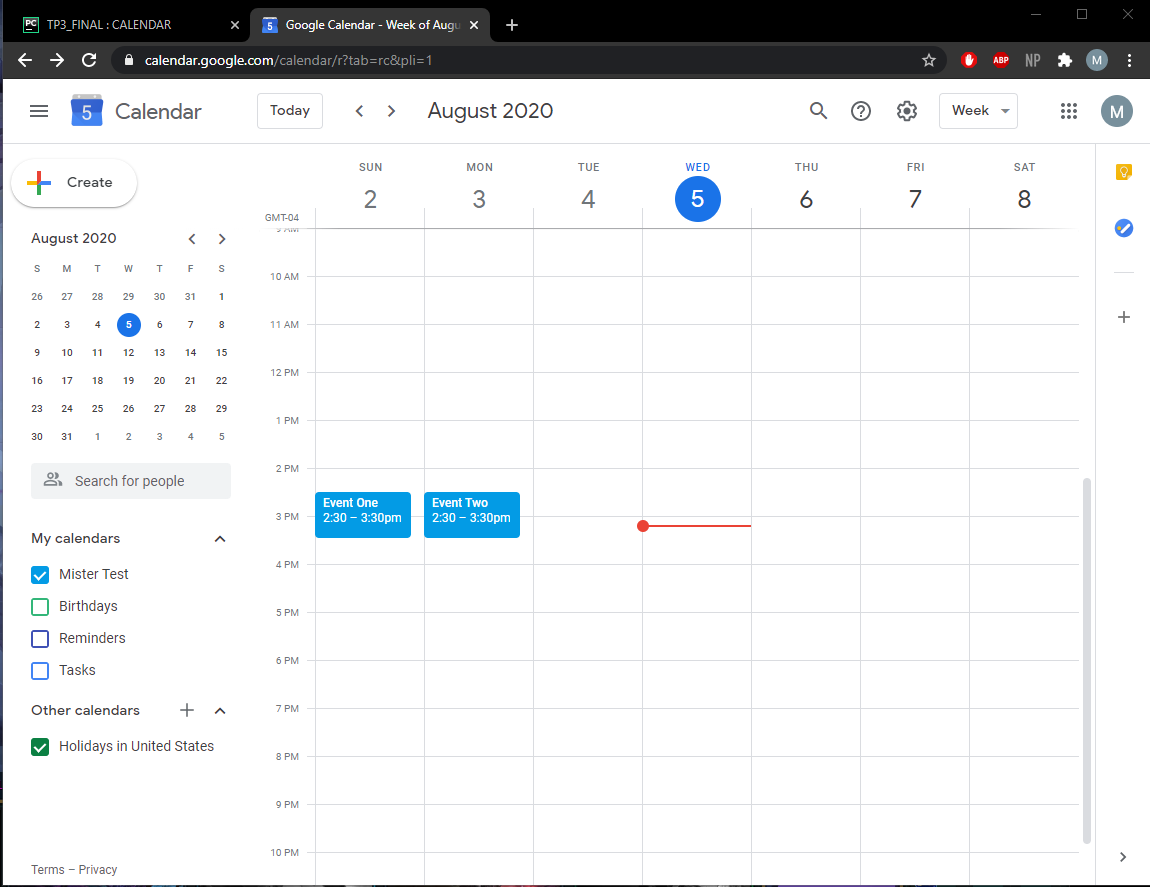 TP3_FINAL : CALENDAR
Google Calendar - Week of Augu
calendar.google.com/calendar/r?tab=rc&pli=1
ABP
NP
M
5
Calendar
Today
August 2020
Week
M
Create
SUN MON TUE WED THU FRI SAT
2 3 4 5 6 7 8
GMT-04
August 2020
S M T W T F S
26 27 28 29 30 31 1
2 3 4 5 6 7 8
9 10 11 12 13 14 15
16 17 18 19 20 21 22
23 24 25 26 27 28 29
30 31 1 2 3 4 5
Search for people
My calendars
Mister Test
Birthdays
Reminders
Tasks
Other calendars
Holidays in United States
Terms – Privacy
9 AM
10 AM
11 AM
12 PM
1 PM
2 PM
Event One
2:30 – 3:30pm
Event Two
2:30 – 3:30pm
3 PM
4 PM
5 PM
6 PM
7 PM
8 PM
9 PM
10 PM